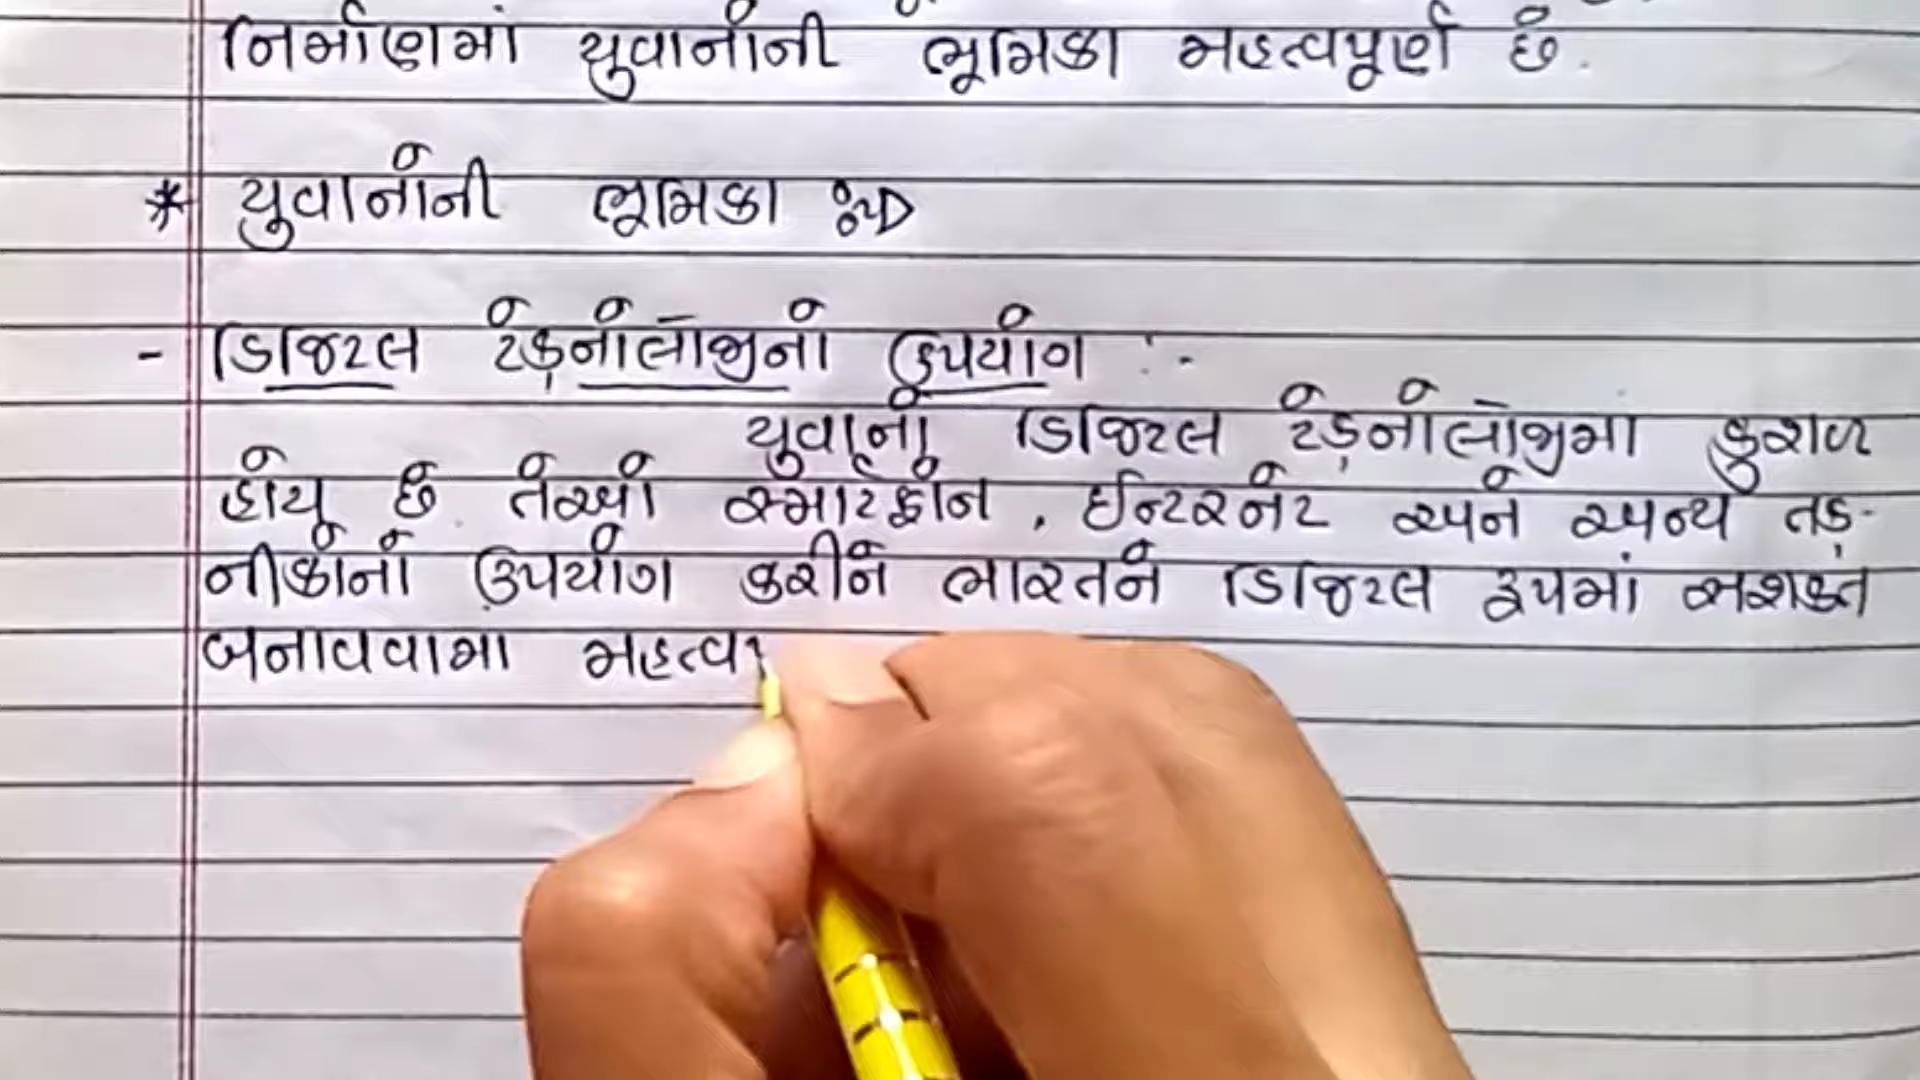 નિર્માણમાં યુવાનોની ભૂમિકા મહત્વપૂર્ણ છે.
* યુવાનોની ભૂમિકા :->
- ડિજિટલ ટેક્નોલોજીનો ઉપયોગ :-
યુવાનો ડિજિટલ ટેક્નોલોજીમાં કુશળ
હોય છે. તેઓ સ્માર્ટફોન, ઈન્ટરનેટ અને અન્ય તક-
નીકોનો ઉપયોગ કરીને ભારતને ડિજિટલ રૂપમાં સશક્ત
બનાવવામાં મહત્વ